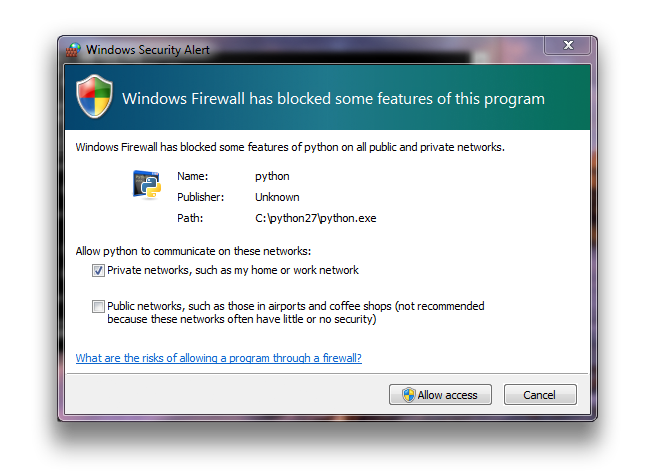 Windows Security Alert
Windows Firewall has blocked some features of this program
Windows Firewall has blocked some features of python on all public and private networks.
Name: python
Publisher: Unknown
Path: C:\python27\python.exe
Allow python to communicate on these networks:
Private networks, such as my home or work network
Public networks, such as those in airports and coffee shops (not recommended
because these networks often have little or no security)
What are the risks of allowing a program through a firewall?
Allow access Cancel